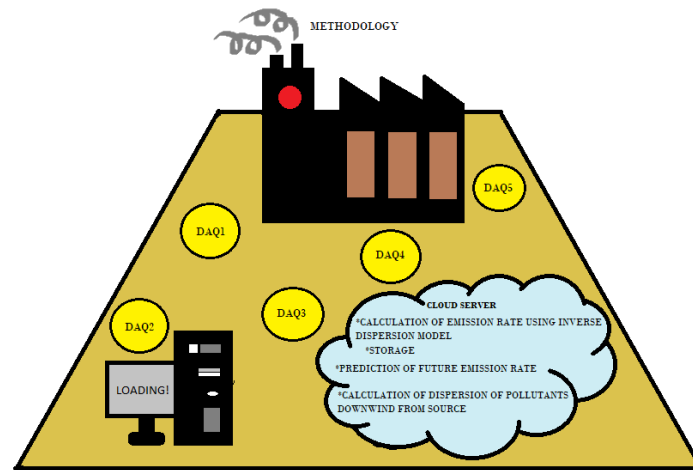 METHODOLOGY
DAQ5
DAQ1
DAQ4
DAQ3
DAQ2
LOADING!
CLOUD SERVER
*CALCULATION OF EMISSION RATE USING INVERSE
DISPERSION MODEL
*STORAGE
*PREDICTION OF FUTURE EMISSION RATE
*CALCULATION OF DISPERSION OF POLLUTANTS
DOWNWIND FROM SOURCE